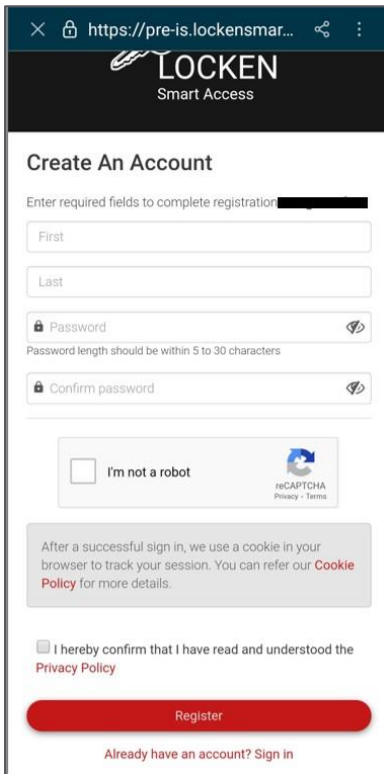 https://pre-is.lockensmar...
LOCKEN
Smart Access
Create An Account
Enter required fields to complete registration
First
Last
Password
Password length should be within 5 to 30 characters
Confirm password
I'm not a robot
reCAPTCHA
Privacy - Terms
After a successful sign in, we use a cookie in your
browser to track your session. You can refer our Cookie
Policy for more details.
I hereby confirm that I have read and understood the
Privacy Policy
Register
Already have an account? Sign in